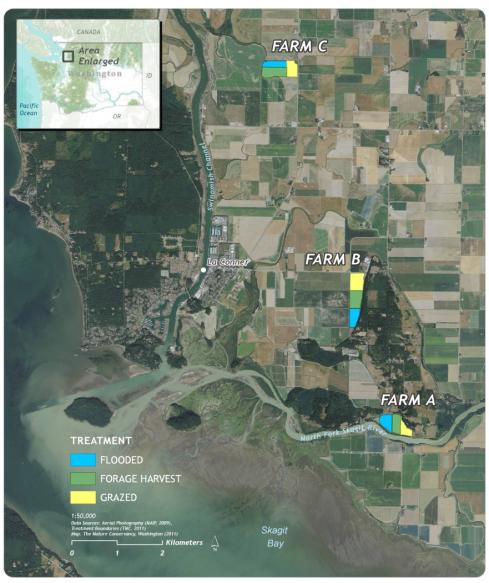 CANADA
Area
Enlarged
Washington
ID
Pacific
Ocean
OR
FARM C
Swinomish Channel
La Conner
FARM B
FARM A
North Fork Skagit River
TREATMENT
FLOODED
FORAGE HARVEST
GRAZED
1:50,000
Data Sources: Aerial Photography (NAIP, 2009),
Treatment Boundaries (TNC, 2011)
Map: The Nature Conservancy, Washington (2011)
Kilometers
0 1 2
N
Skagit
Bay